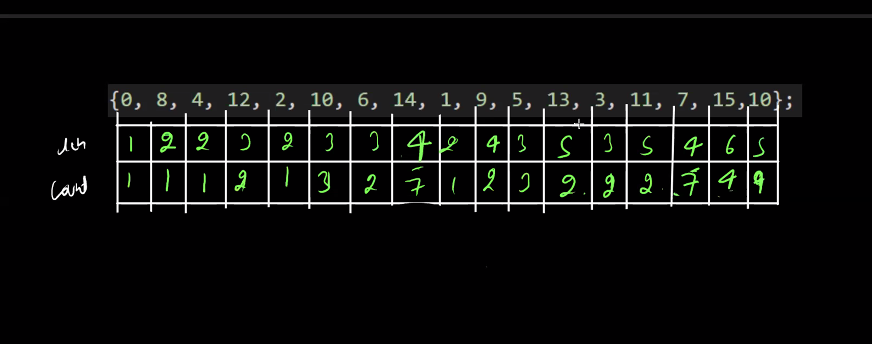 {0, 8, 4, 12, 2, 10, 6, 14, 1, 9, 5, 13, 3, 11, 7, 15,10};
len 1 2 2 3 2 3 3 4 2 4 3 5 3 5 4 6 5
Count 1 1 1 2 1 3 2 7 1 2 3 2 2 2 7 4 9